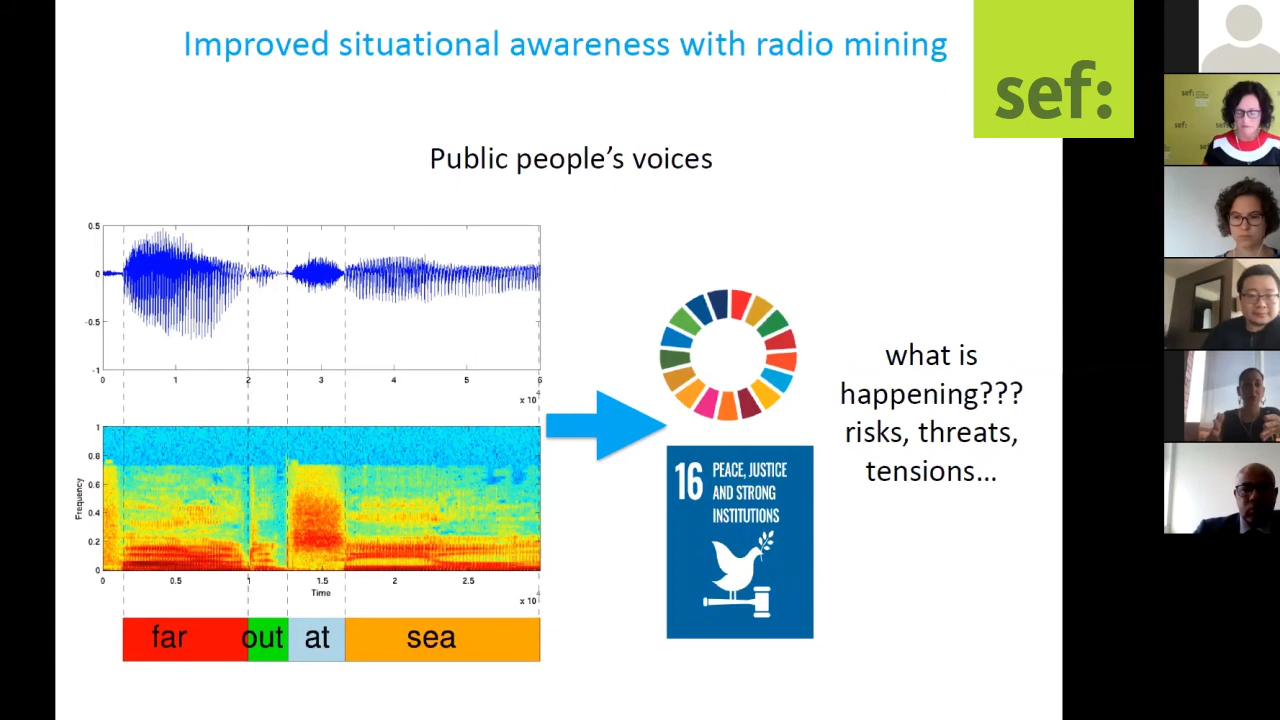 Improved situational awareness with radio mining
sef:
Public people's voices
0.5
0
-0.5
-1
0 1 2 3 4 5 6
x 10
1
0.8
0.6
0.4
0.2
0
Frequency
0 0.5 1 1.5 2 2.5
Time
x 10
far out at sea
16 PEACE, JUSTICE
AND STRONG
INSTITUTIONS
what is
happening???
risks, threats,
tensions...
sef:
sef: